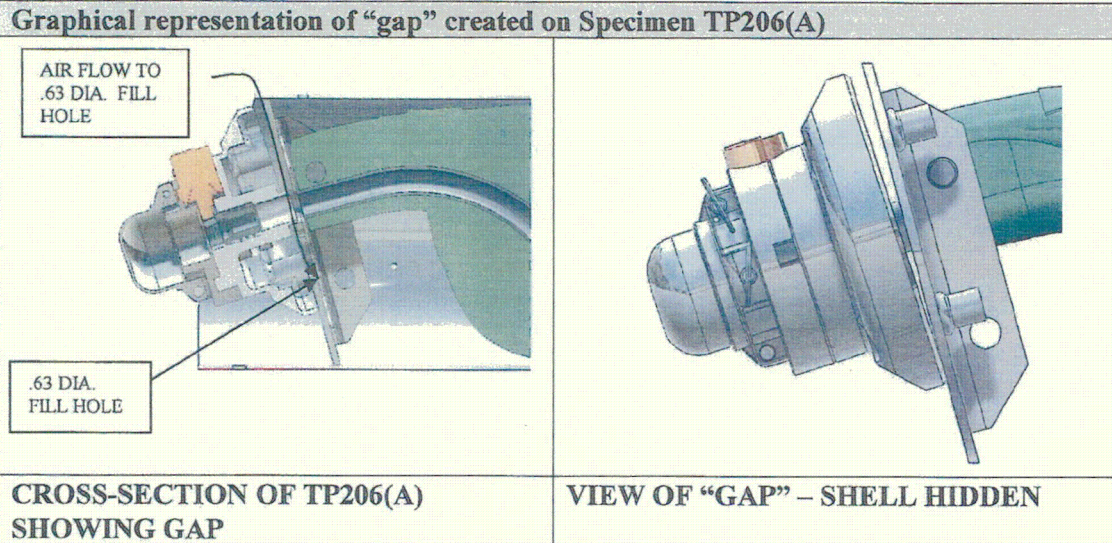 Graphical representation of “gap” created on Specimen TP206(A)
AIR FLOW TO
.63 DIA. FILL
HOLE
.63 DIA.
FILL HOLE
CROSS-SECTION OF TP206(A)
SHOWING GAP
VIEW OF “GAP” – SHELL HIDDEN